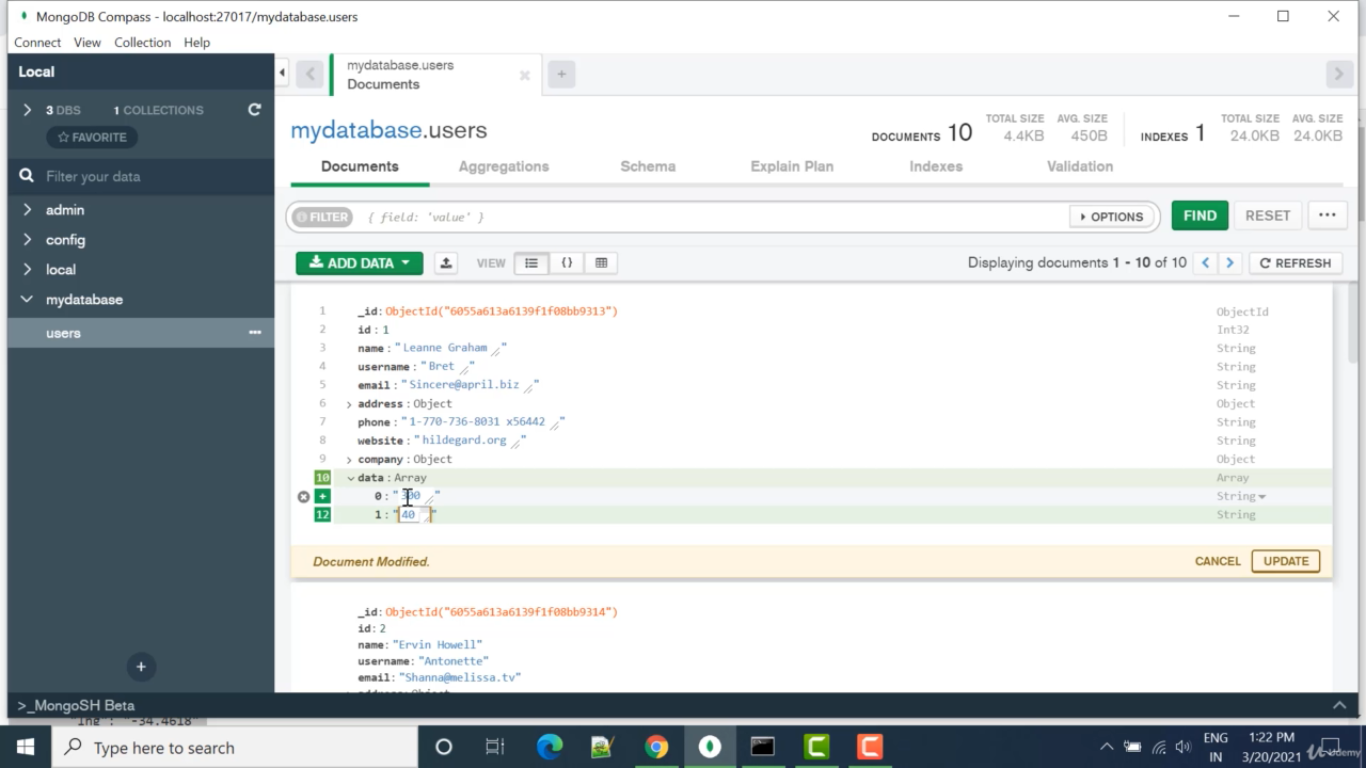 MongoDB Compass - localhost:27017/mydatabase.users
Connect View Collection Help
Local
3 DBS 1 COLLECTIONS
FAVORITE
Filter your data
admin
config
local
mydatabase
users
mydatabase.users
Documents
mydatabase.users
DOCUMENTS 10 TOTAL SIZE 4.4KB AVG. SIZE 450B INDEXES 1 TOTAL SIZE 24.0KB AVG. SIZE 24.0KB
Documents Aggregations Schema Explain Plan Indexes Validation
FILTER { field: 'value' } OPTIONS FIND RESET ...
ADD DATA VIEW {} Displaying documents 1 - 10 of 10 REFRESH
1 _id: ObjectId("6055a613a6139f1f08bb9313") ObjectId
2 id : 1 Int32
3 name : "Leanne Graham" String
4 username : "Bret" String
5 email : "Sincere@april.biz" String
6 address : Object Object
7 phone : "1-770-736-8031 x56442" String
8 website : "hildegard.org" String
9 company : Object Object
10 data : Array Array
0 : "300" String
12 1 : "40" String
Document Modified. CANCEL UPDATE
_id: ObjectId("6055a613a6139f1f08bb9314")
id: 2
name: "Ervin Howell"
username: "Antonette"
email: "Shanna@melissa.tv"
address: Object
>_MongoSH Beta
"lng": "-34.4618"
Type here to search
ENG
IN
1:22 PM
3/20/2021
Udemy